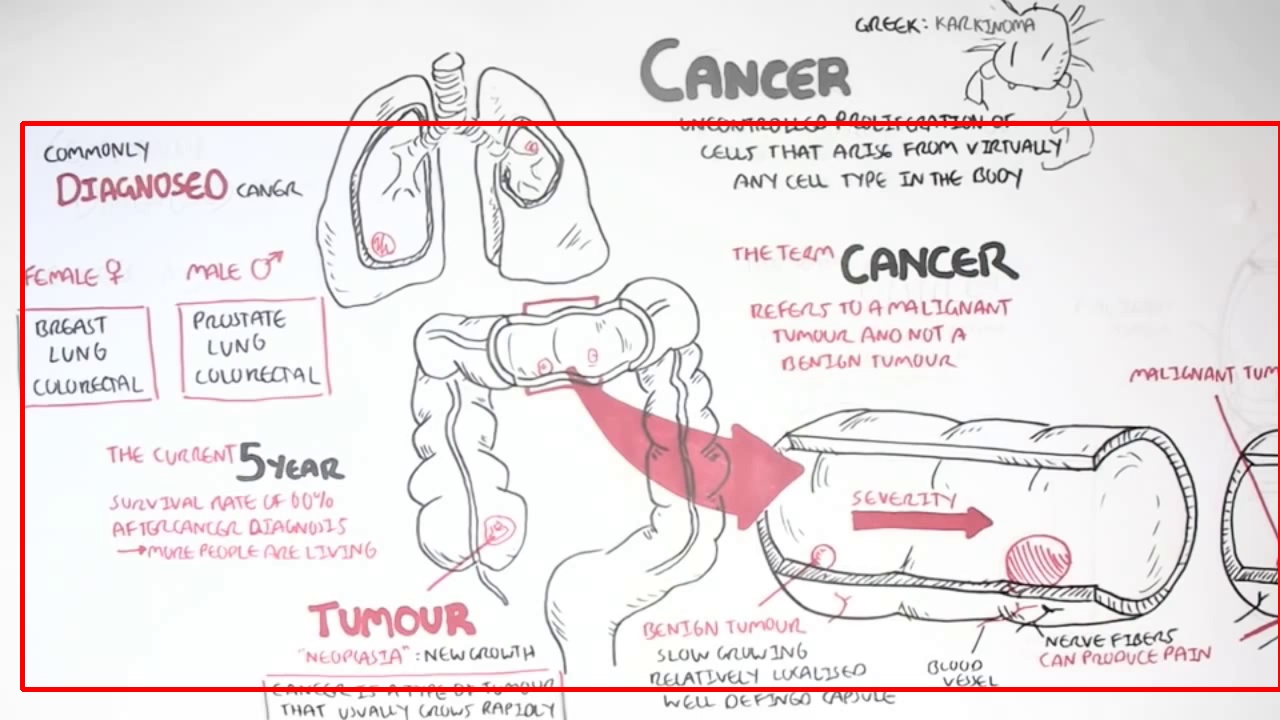 GREEK: KARKINOMA
CANCER
UNCONTROLLED PROLIFERATION OF
CELLS THAT ARISE FROM VIRTUALLY
ANY CELL TYPE IN THE BODY
COMMONLY
DIAGNOSED CANER
FEMALE ♀
MALE ♂
BREAST
LUNG
COLORECTAL
PROSTATE
LUNG
COLORECTAL
THE TERM CANCER
REFERS TO A MALIGNANT
TUMOUR AND NOT A
BENIGN TUMOUR
MALIGNANT TUM
THE CURRENT 5 YEAR
SURVIVAL RATE OF 60%
AFTER CANCER DIAGNOSIS
→MORE PEOPLE ARE LIVING
SEVERITY
TUMOUR
"NEOPLASIA": NEW GROWTH
CANCER IS A TYPE OF TUMOUR
THAT USUALLY GROWS RAPIDLY
BENIGN TUMOUR
SLOW GROWING
RELATIVELY LOCALISED
WELL DEFINED CAPSULE
BLOOD
VESSEL
NERVE FIBERS
CAN PRODUCE PAIN